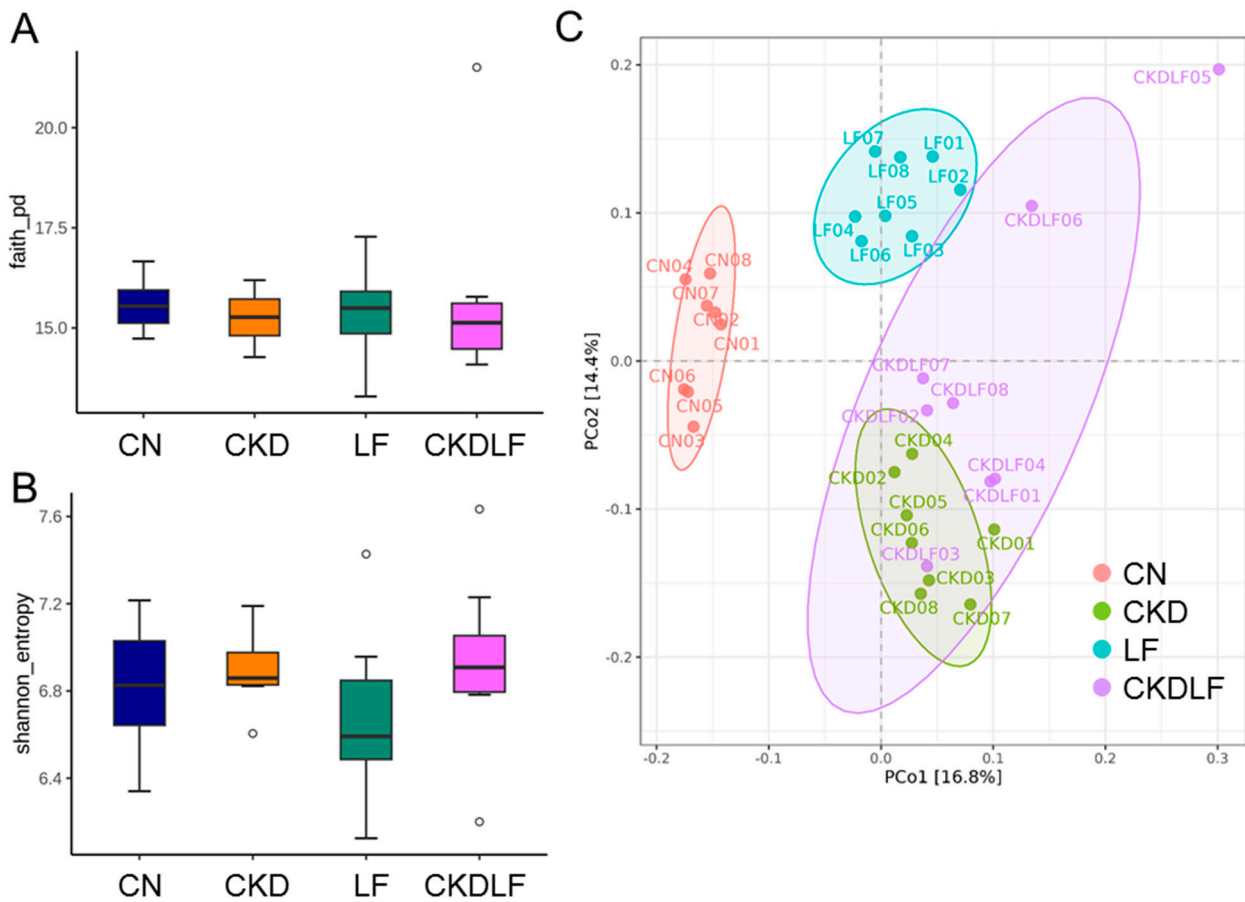 A
20.0
17.5
15.0
faith_pd
CN CKD LF CKDLF
B
7.6
7.2
6.8
6.4
shannon_entropy
CN CKD LF CKDLF
C
0.2
0.1
0.0
-0.1
-0.2
PCo2 [14.4%]
CKDLF05
LF07 LF01
LF08 LF02
LF05
LF04
LF06 LF03
CKDLF06
CN04 CN08
CN07
CN02
CN01
CN06
CN05
CN03
CKDLF07
CKDLF08
CKDLF02
CKD04
CKD02
CKDLF04
CKDLF01
CKD05
CKD06
CKD01
CKDLF03
CKD03
CKD08 CKD07
CN
CKD
LF
CKDLF
-0.2 -0.1 0.0 0.1 0.2 0.3
PCo1 [16.8%]